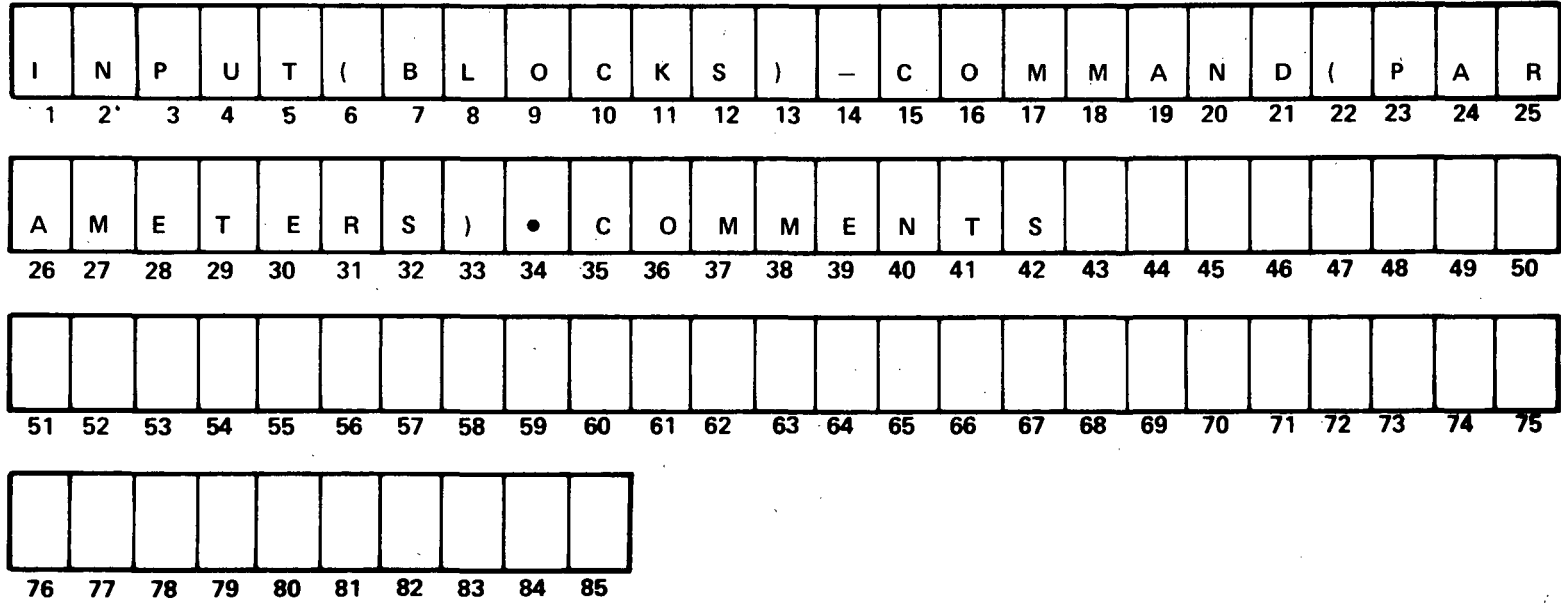 I N P U T ( B L O C K S ) – C O M M A N D ( P A R
1 2 3 4 5 6 7 8 9 10 11 12 13 14 15 16 17 18 19 20 21 22 23 24 25
A M E T E R S ) ● C O M M E N T S
26 27 28 29 30 31 32 33 34 35 36 37 38 39 40 41 42 43 44 45 46 47 48 49 50
51 52 53 54 55 56 57 58 59 60 61 62 63 64 65 66 67 68 69 70 71 72 73 74 75
76 77 78 79 80 81 82 83 84 85